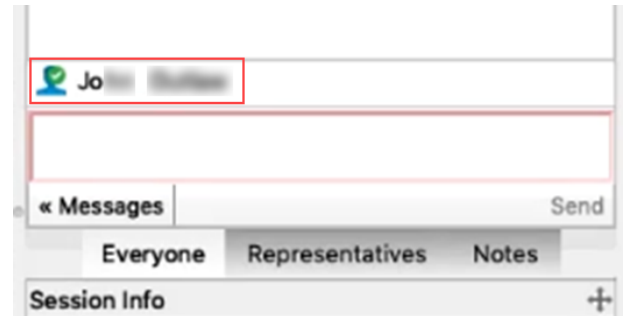 Jo
« Messages Send
Everyone Representatives Notes
Session Info